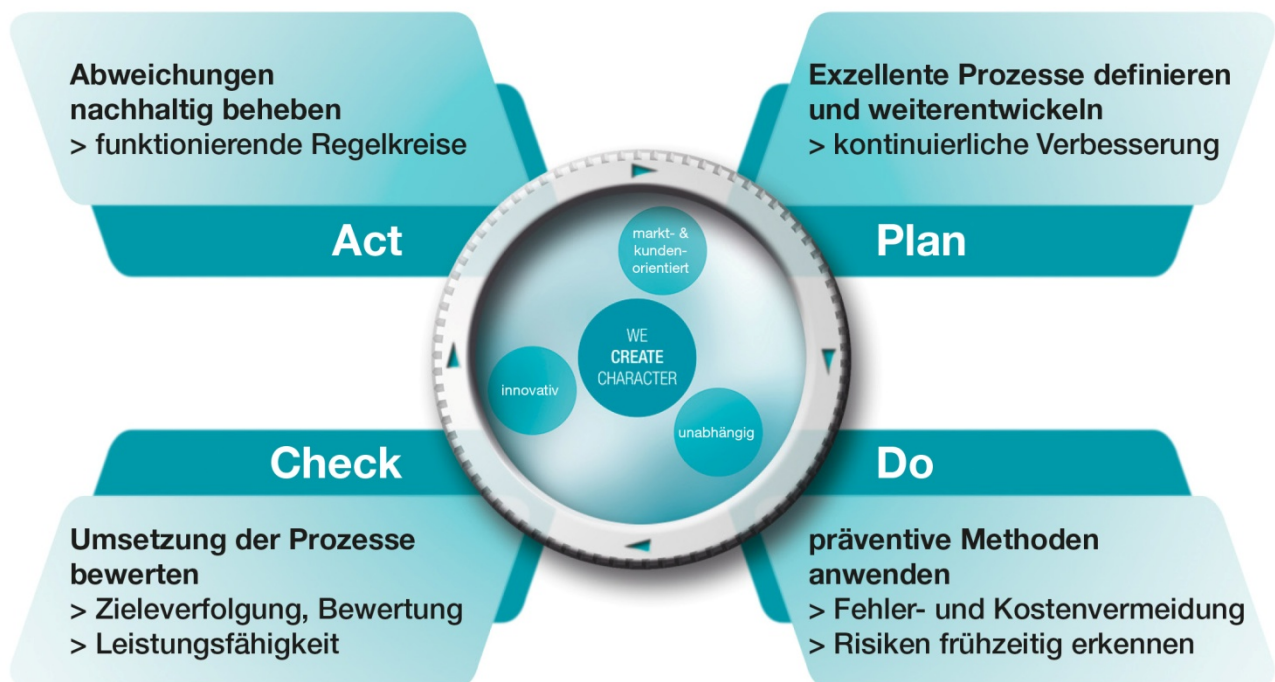 Abweichungen
nachhaltig beheben
> funktionierende Regelkreise
Act
Exzellente Prozesse definieren
und weiterentwickeln
> kontinuierliche Verbesserung
Plan
markt- &
kunden-
orientiert
WE
CREATE
CHARACTER
innovativ
unabhängig
Check
Umsetzung der Prozesse
bewerten
> Zieleverfolgung, Bewertung
> Leistungsfähigkeit
Do
präventive Methoden
anwenden
> Fehler- und Kostenvermeidung
> Risiken frühzeitig erkennen